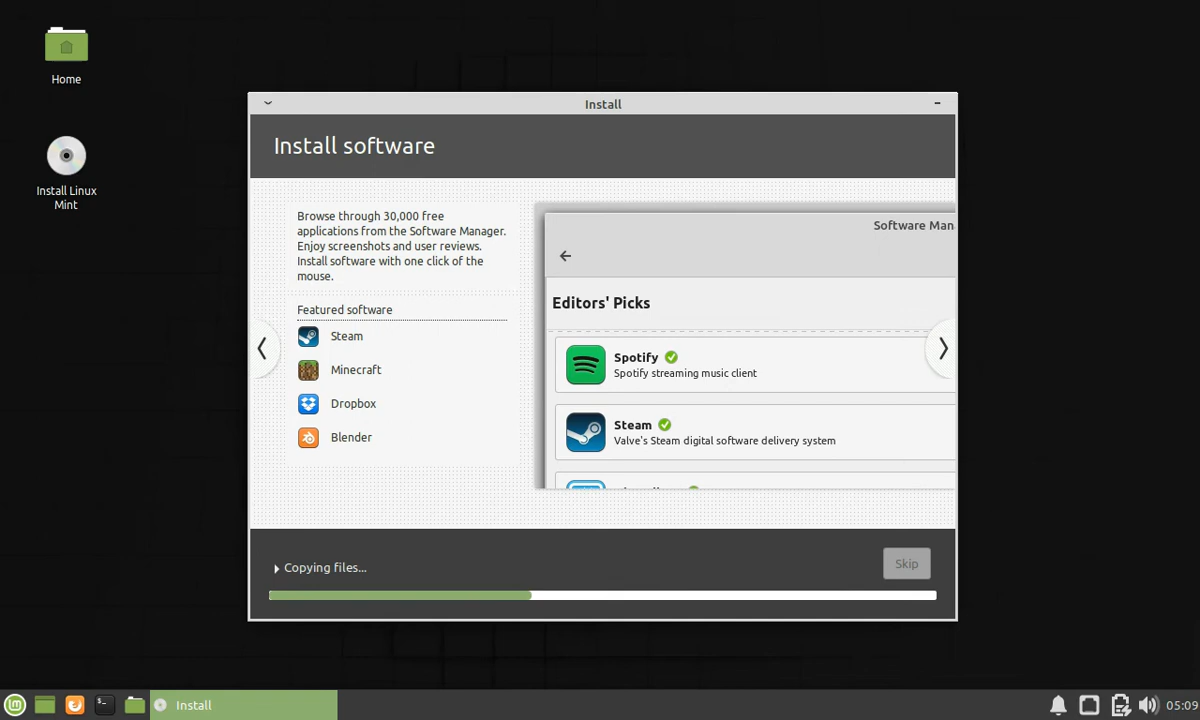 Home
Install Linux
Mint
Install
Install software
Browse through 30,000 free
applications from the Software Manager.
Enjoy screenshots and user reviews.
Install software with one click of the
mouse.
Featured software
Steam
Minecraft
Dropbox
Blender
Software Man
Editors' Picks
Spotify
Spotify streaming music client
Steam
Valve's Steam digital software delivery system
Copying files...
Skip
Install
05:09